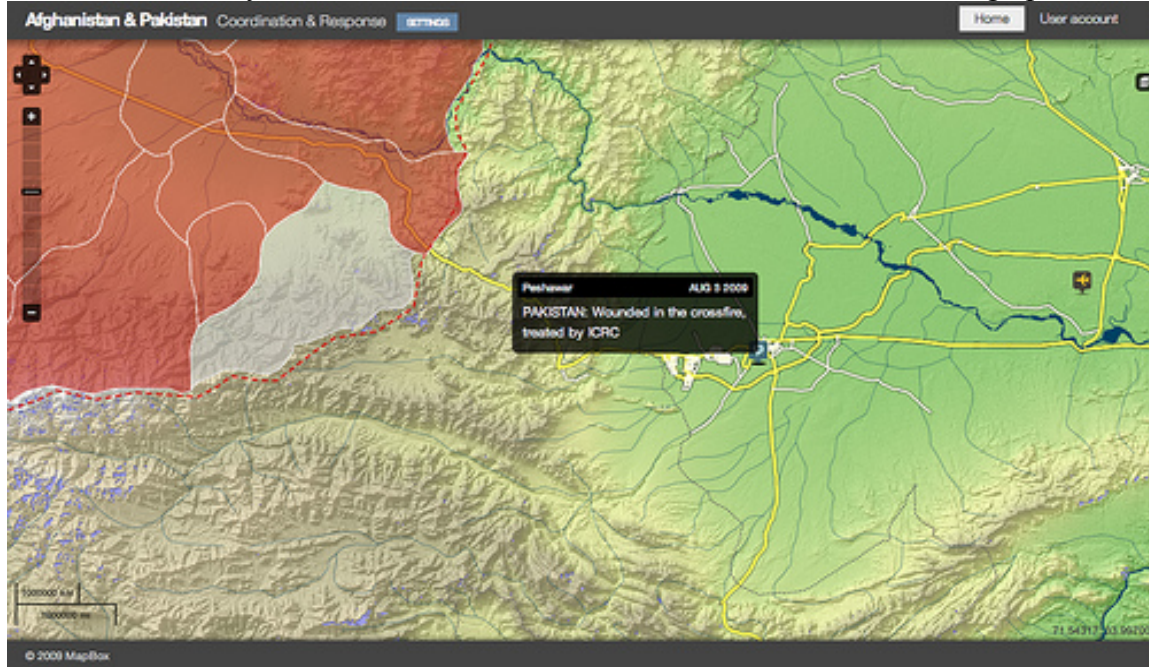 Afghanistan & Pakistan Coordination & Response SETTINGS Home User account
Peshawar AUG 3 2009
PAKISTAN: Wounded in the crossfire,
treated by ICRC
© 2009 MapBox